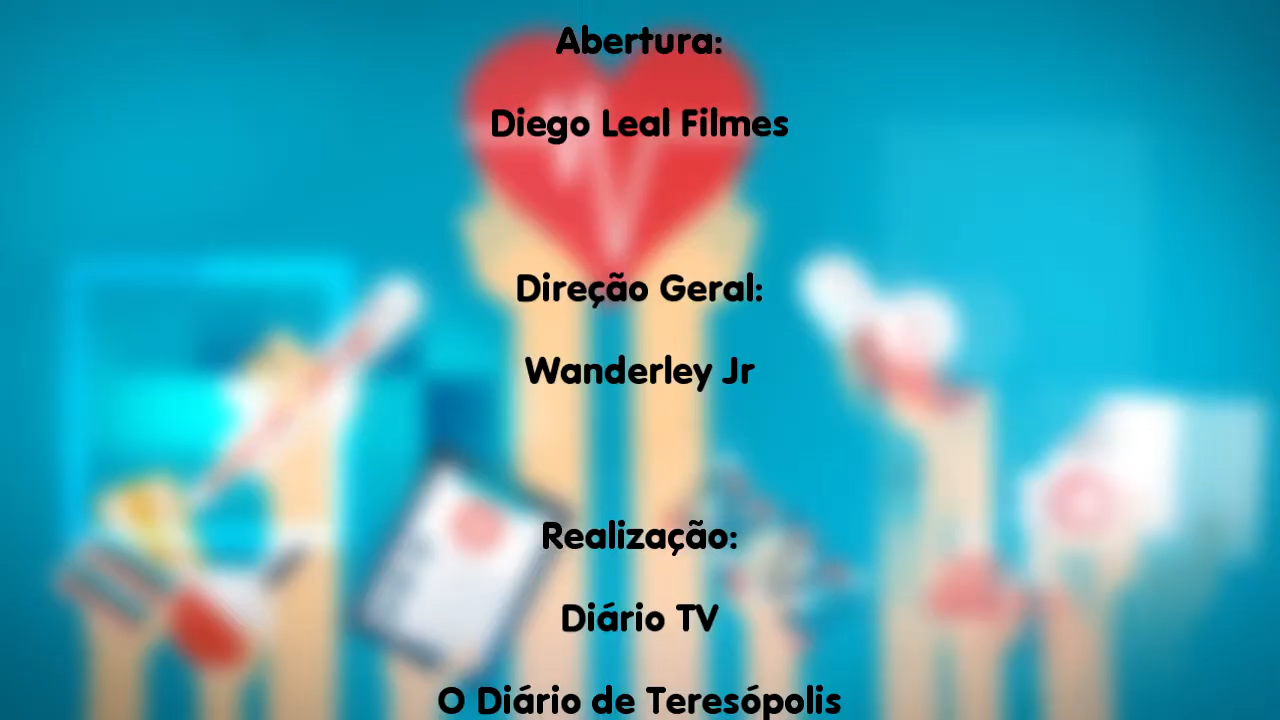 Abertura:
Diego Leal Filmes
Direção Geral:
Wanderley Jr
Realização:
Diário TV
O Diário de Teresópolis